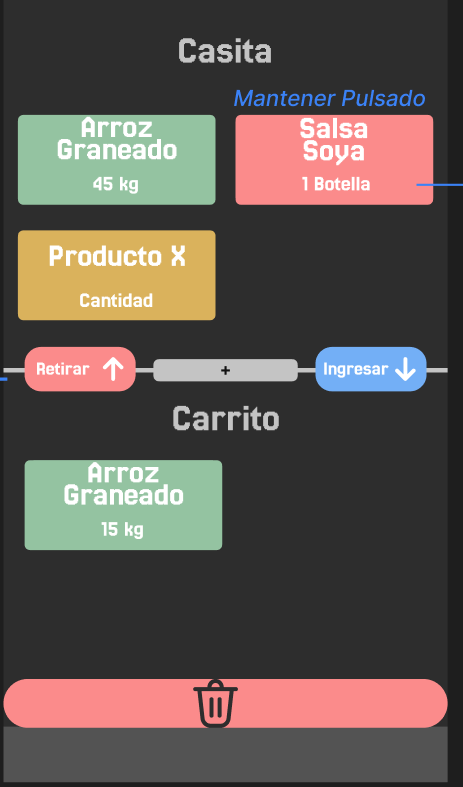 Casita
Mantener Pulsado
Arroz
Graneado
45 kg
Salsa
Soya
1 Botella
Producto X
Cantidad
Retirar
+
Ingresar
Carrito
Arroz
Graneado
15 kg